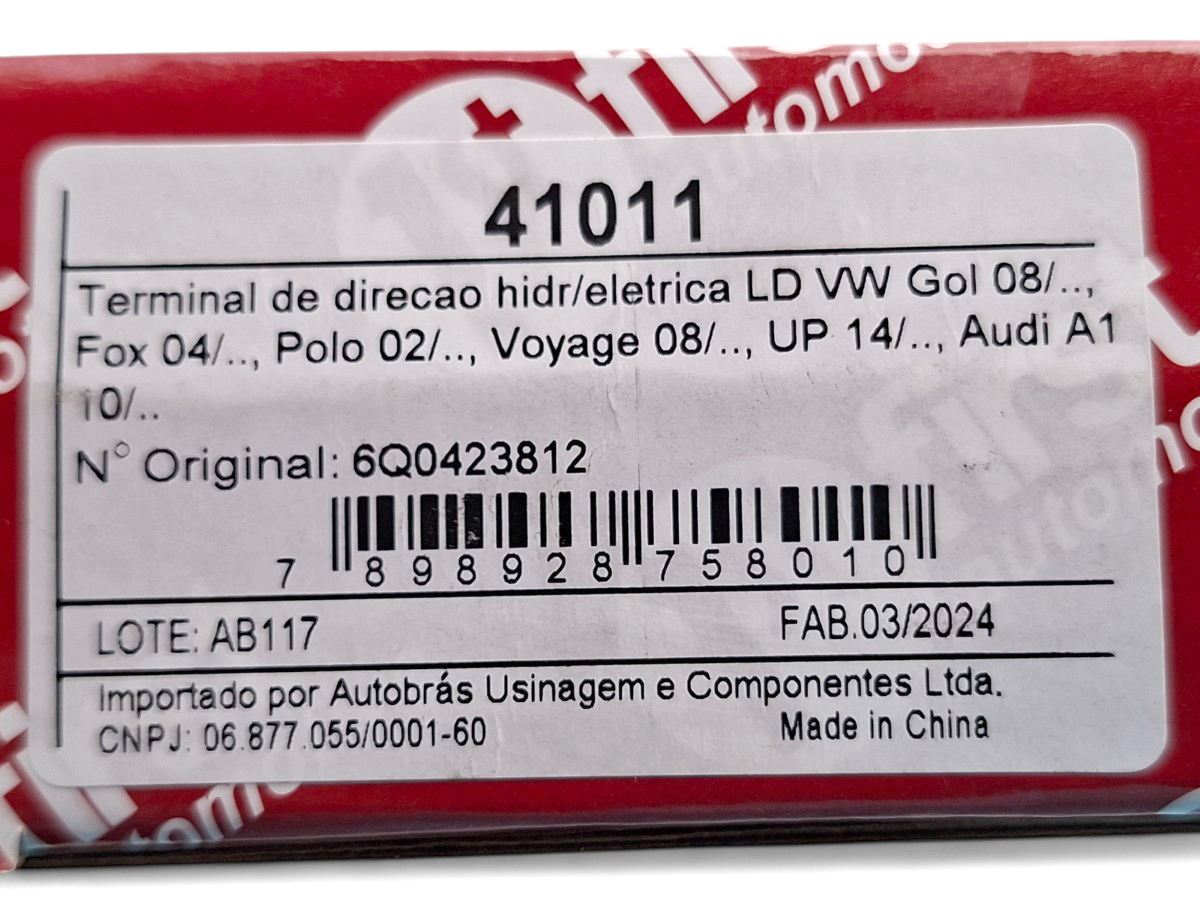 first
automo
41011
Terminal de direcao hidr/eletrica LD VW Gol 08/..,
Fox 04/.., Polo 02/.., Voyage 08/.., UP 14/.., Audi A1
10/..
N° Original: 6Q0423812
7 898928 758010
LOTE: AB117
FAB.03/2024
Importado por Autobrás Usinagem e Componentes Ltda.
CNPJ: 06.877.055/0001-60
Made in China